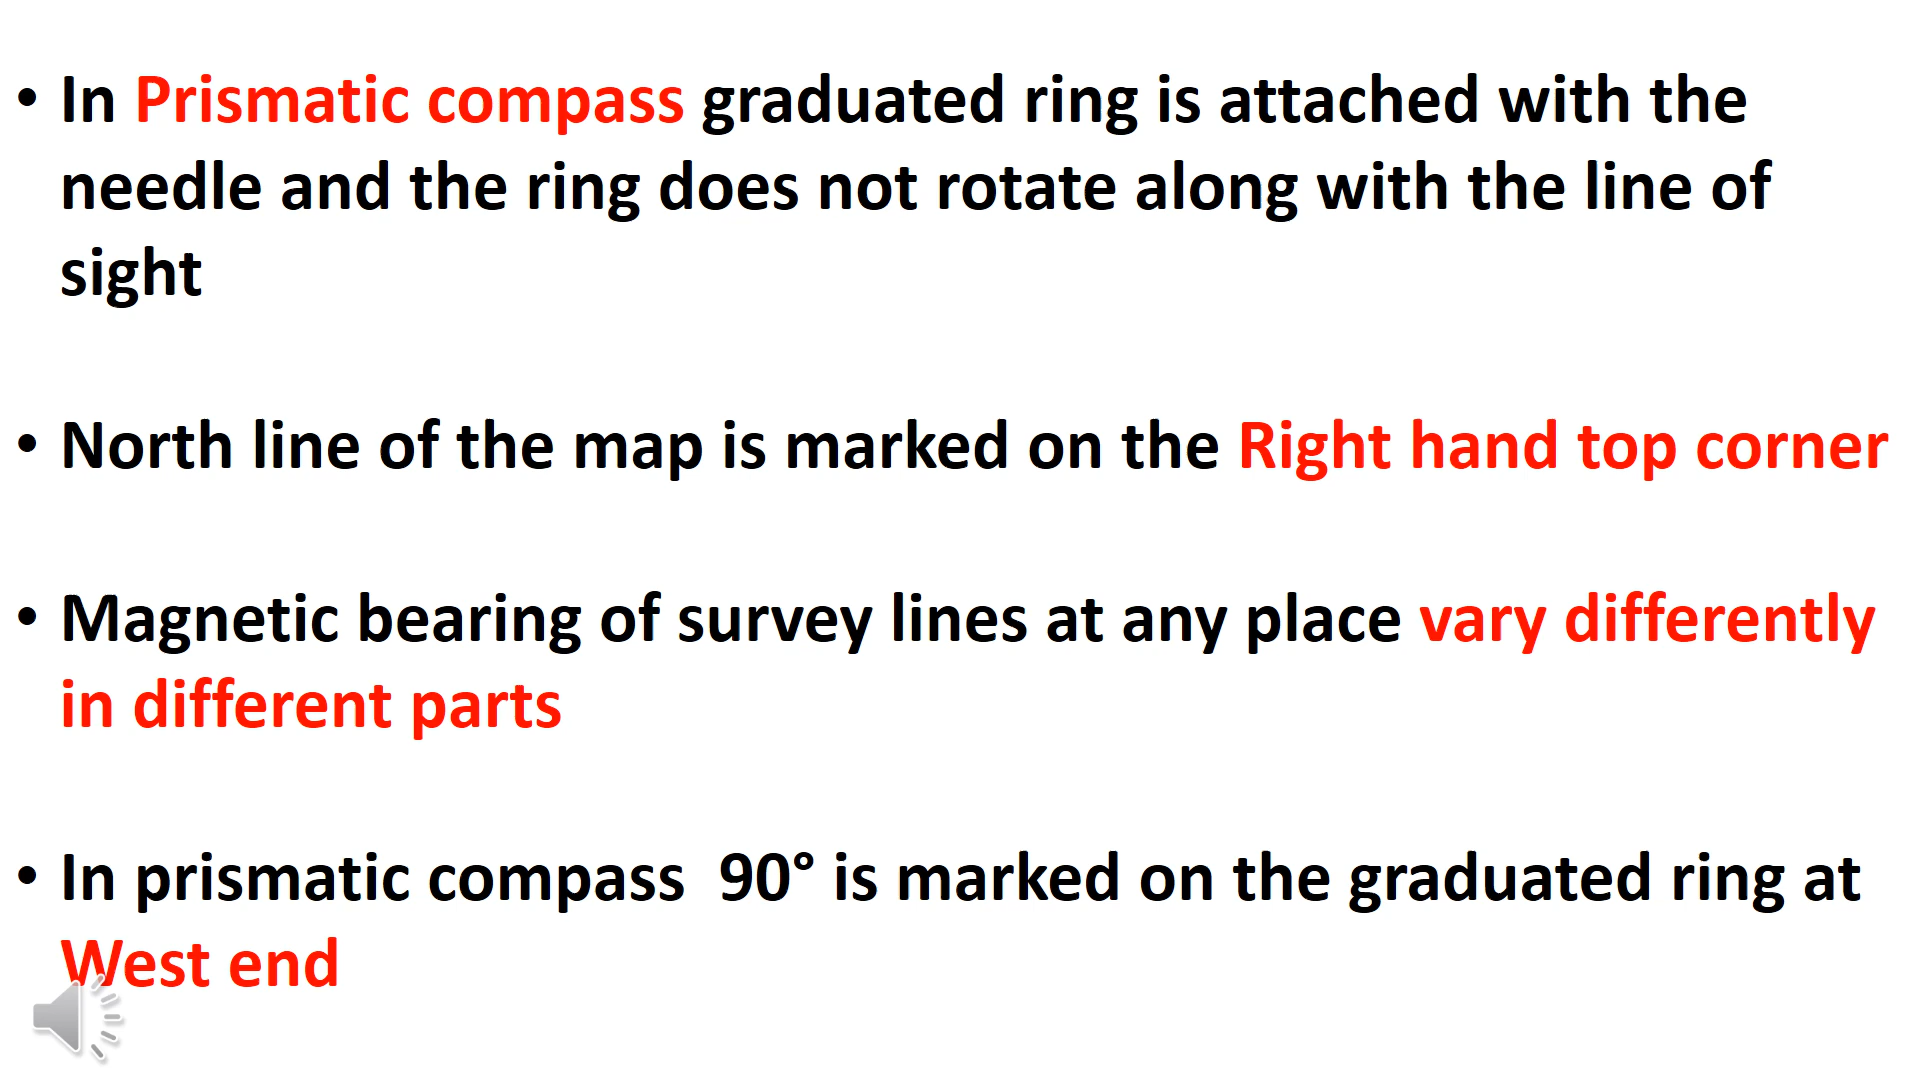 • In Prismatic compass graduated ring is attached with the
needle and the ring does not rotate along with the line of
sight
• North line of the map is marked on the Right hand top corner
• Magnetic bearing of survey lines at any place vary differently
in different parts
• In prismatic compass  90° is marked on the graduated ring at
West end